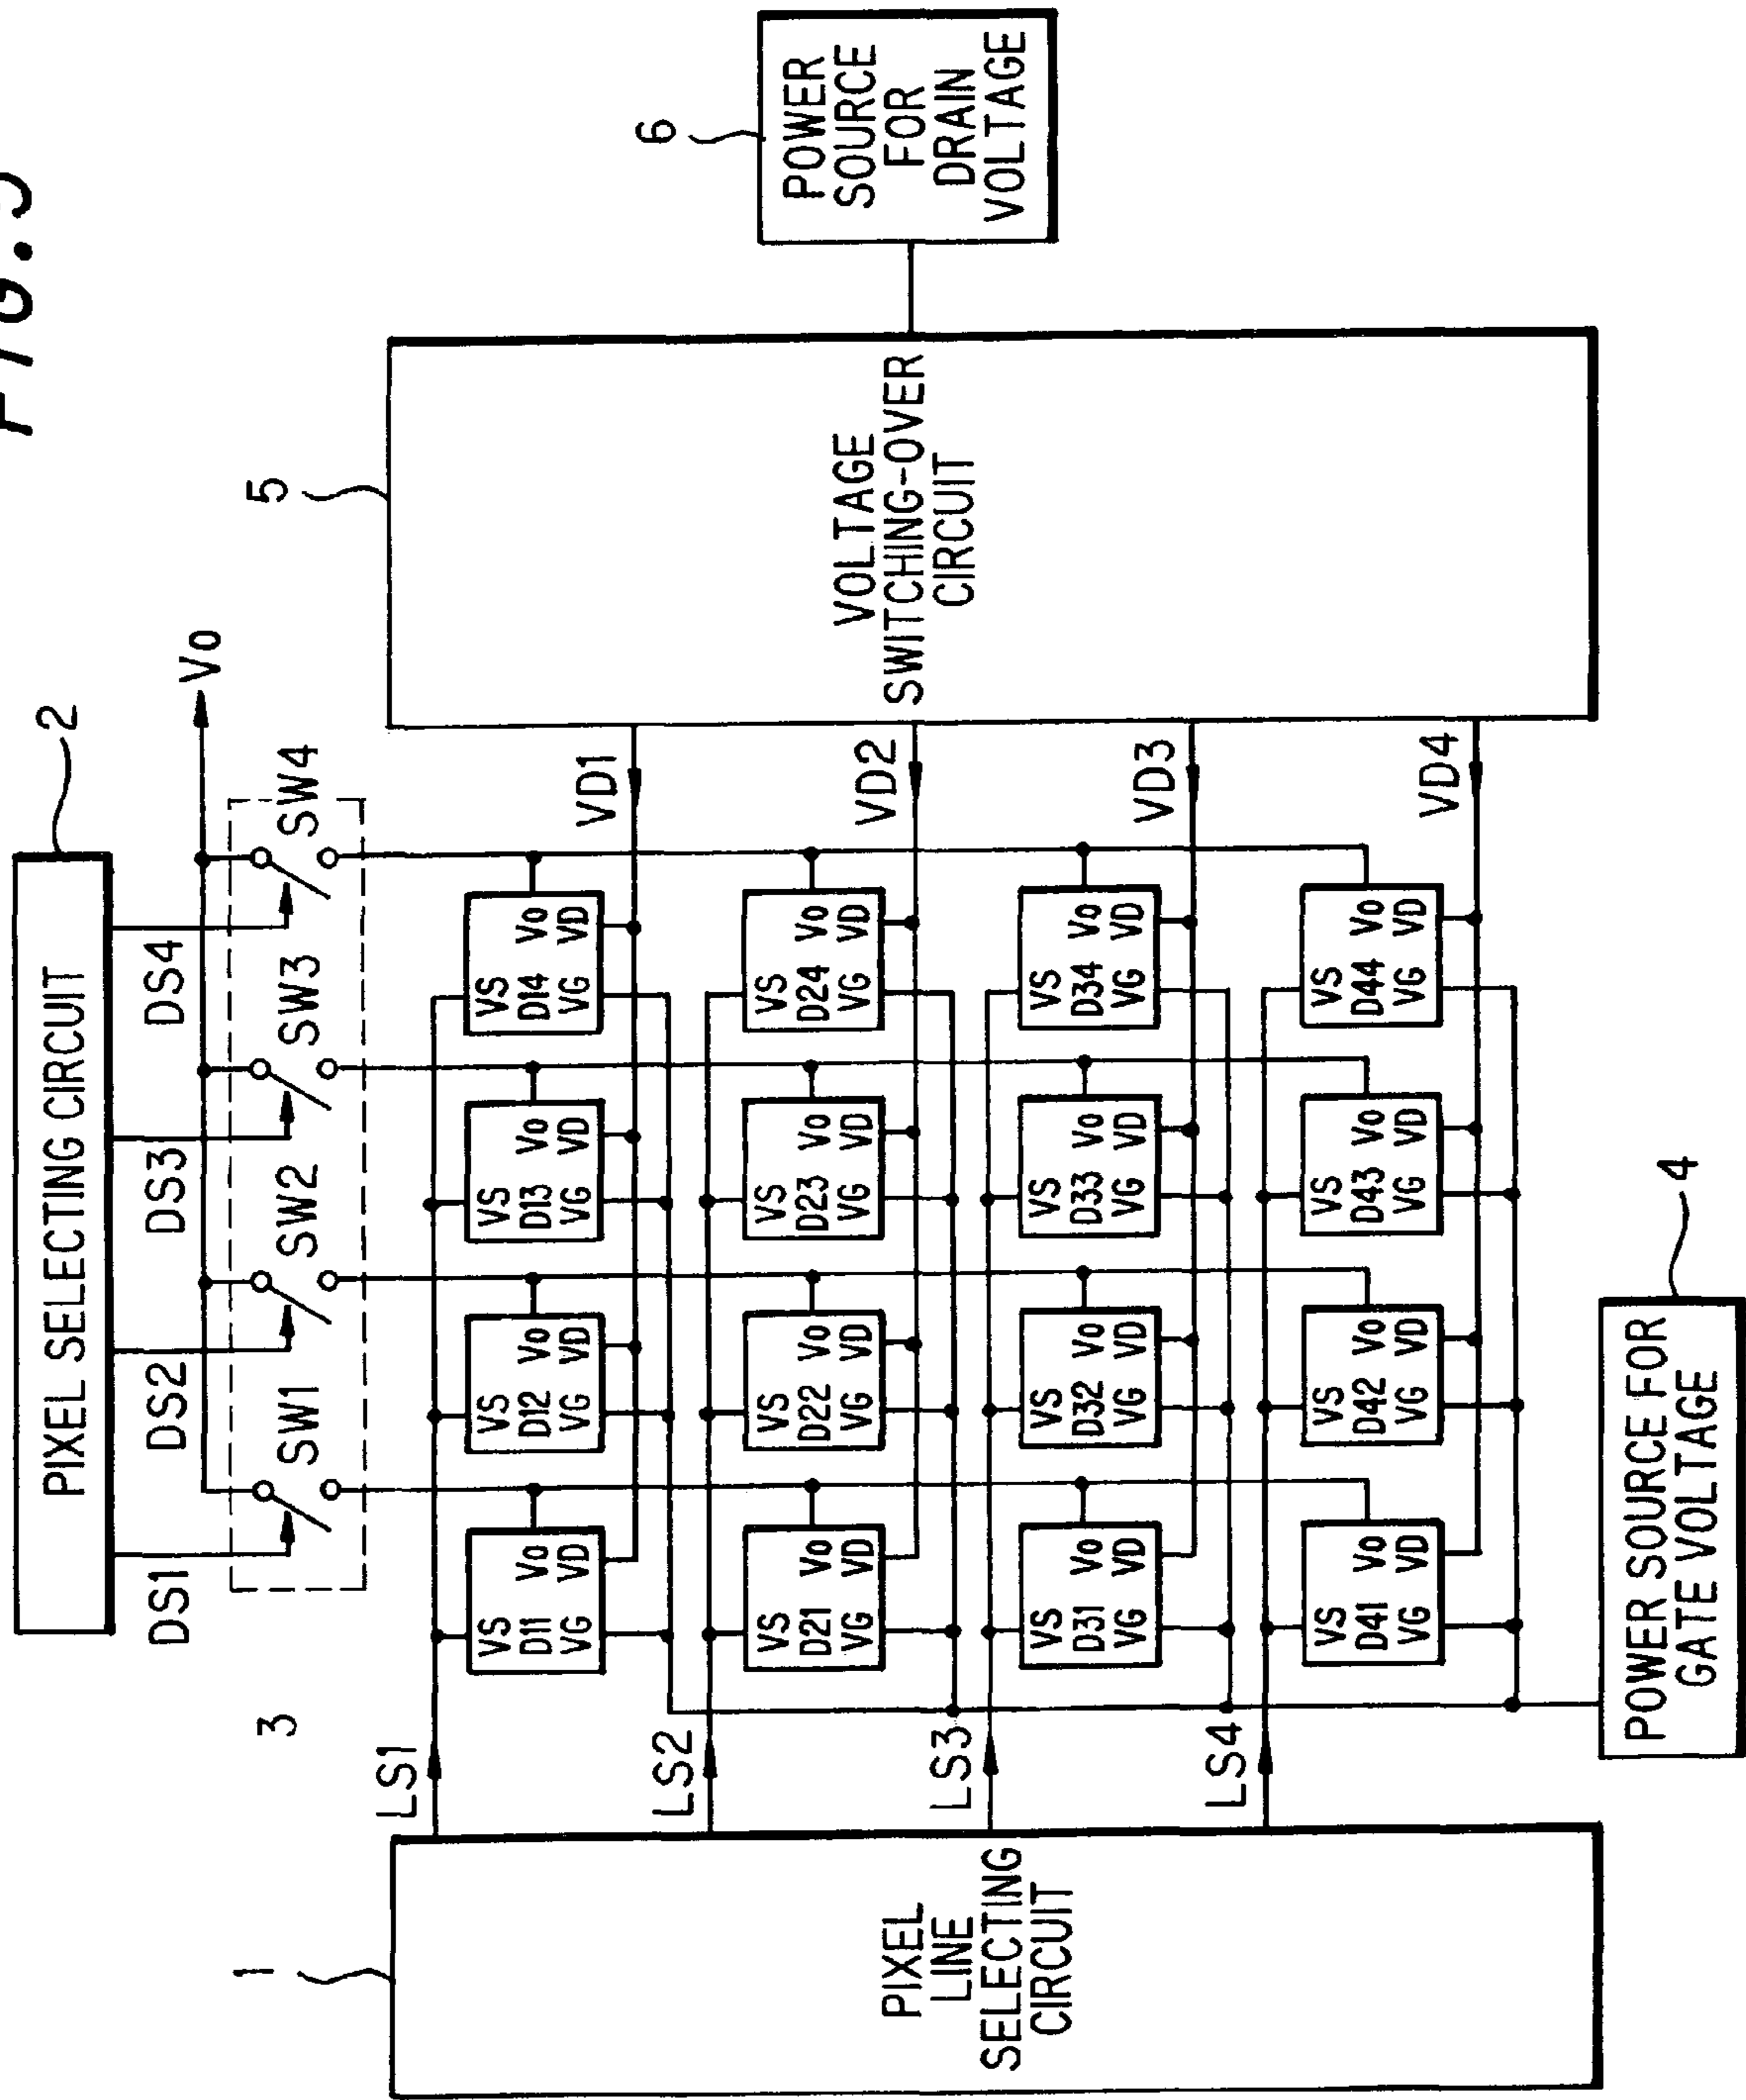 FIG.
PIXEL SELECTING CIRCUIT
2
DS1
DS2
DS3
DS4
Vo
3
SW1
SW2
SW3
SW4
1
PIXEL
LINE
SELECTING
CIRCUIT
5
VOLTAGE
SWITCHING-OVER
CIRCUIT
6
POWER
SOURCE
FOR
DRAIN
VOLTAGE
LS1
VS
D11 Vo
VG VD
VS
D12 Vo
VG VD
VS
D13 Vo
VG VD
VS
D14 Vo
VG VD
VD1
LS2
VS
D21 Vo
VG VD
VS
D22 Vo
VG VD
VS
D23 Vo
VG VD
VS
D24 Vo
VG VD
VD2
LS3
VS
D31 Vo
VG VD
VS
D32 Vo
VG VD
VS
D33 Vo
VG VD
VS
D34 Vo
VG VD
VD3
LS4
VS
D41 Vo
VG VD
VS
D42 Vo
VG VD
VS
D43 Vo
VG VD
VS
D44 Vo
VG VD
VD4
POWER SOURCE FOR
GATE VOLTAGE
4